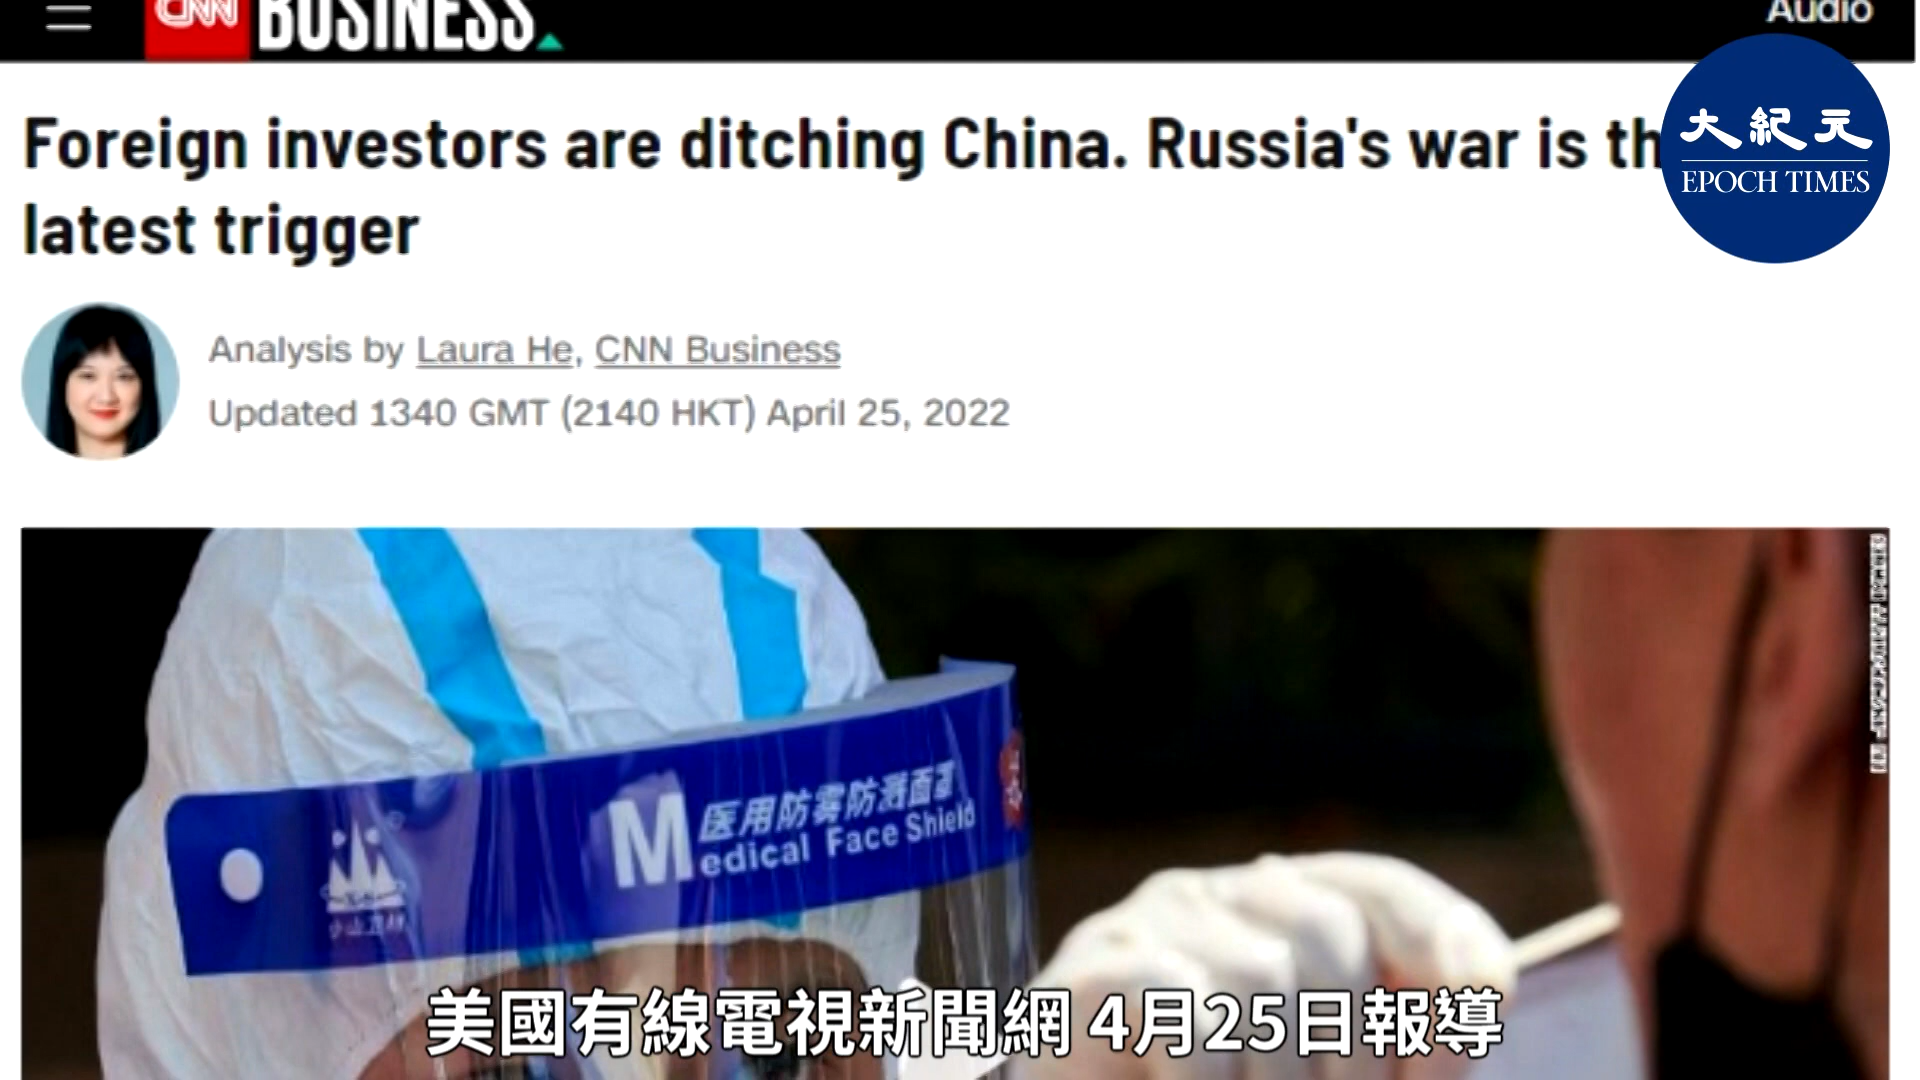 CNN BUSINESS
Audio
Foreign investors are ditching China. Russia's war is th
latest trigger
大紀元
EPOCH TIMES
Analysis by Laura He, CNN Business
Updated 1340 GMT (2140 HKT) April 25, 2022
医用防雾防溅面罩
Medical Face Shield
美國有線電視新聞網 4月25日報導